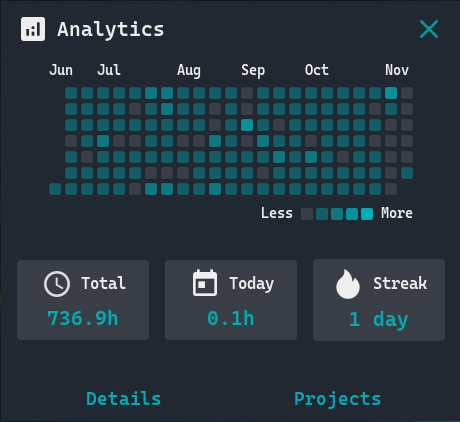 Analytics
Jun Jul Aug Sep Oct Nov
Less More
Total Today Streak
736.9h 0.1h 1 day
Details Projects